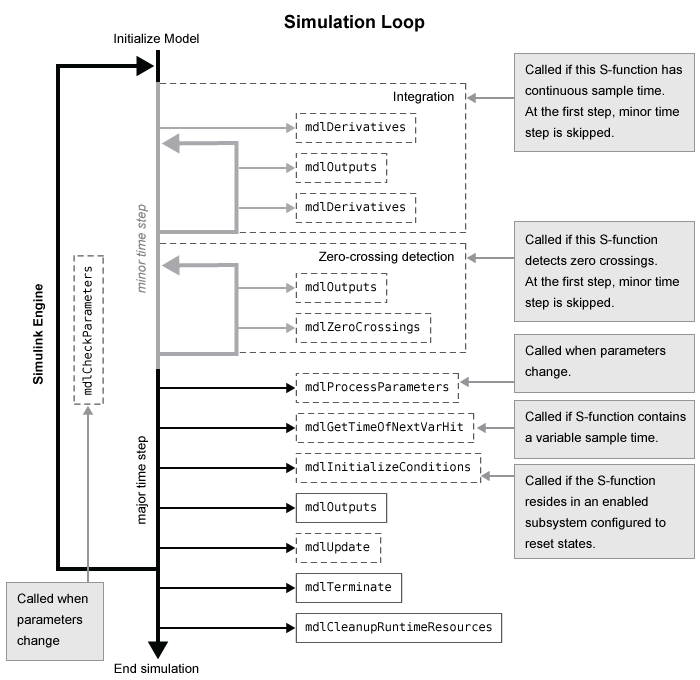 Simulation Loop
Initialize Model
Integration
mdlDerivatives
mdlOutputs
mdlDerivatives
Called if this S-function has
continuous sample time.
At the first step, minor time
step is skipped.
minor time step
Zero-crossing detection
mdlOutputs
mdlZeroCrossings
Called if this S-function
detects zero crossings.
At the first step, minor time
step is skipped.
Simulink Engine
mdlCheckParameters
major time step
mdlProcessParameters
Called when parameters
change.
mdlGetTimeOfNextVarHit
Called if S-function contains
a variable sample time.
mdlInitializeConditions
Called if the S-function
resides in an enabled
subsystem configured to
reset states.
mdlOutputs
mdlUpdate
mdlTerminate
mdlCleanupRuntimeResources
Called when
parameters
change
End simulation